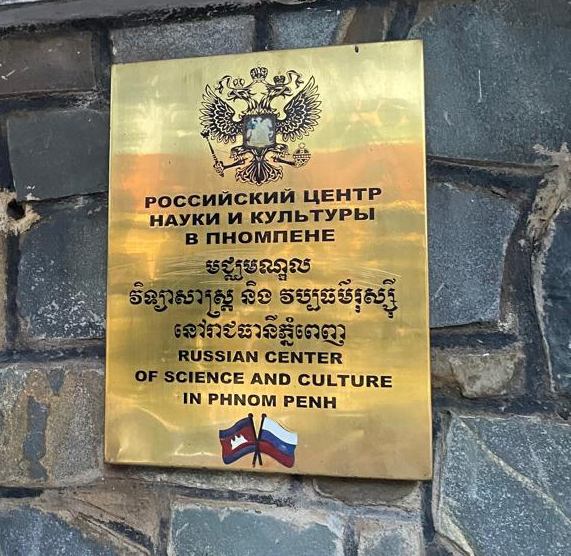 РОССИЙСКИЙ ЦЕНТР
НАУКИ И КУЛЬТУРЫ
В ПНОМПЕНЕ
មជ្ឈមណ្ឌល
វិទ្យាសាស្ត្រ និង វប្បធម៌រុស្ស៊ី
នៅរាជធានីភ្នំពេញ
RUSSIAN CENTER
OF SCIENCE AND CULTURE
IN PHNOM PENH